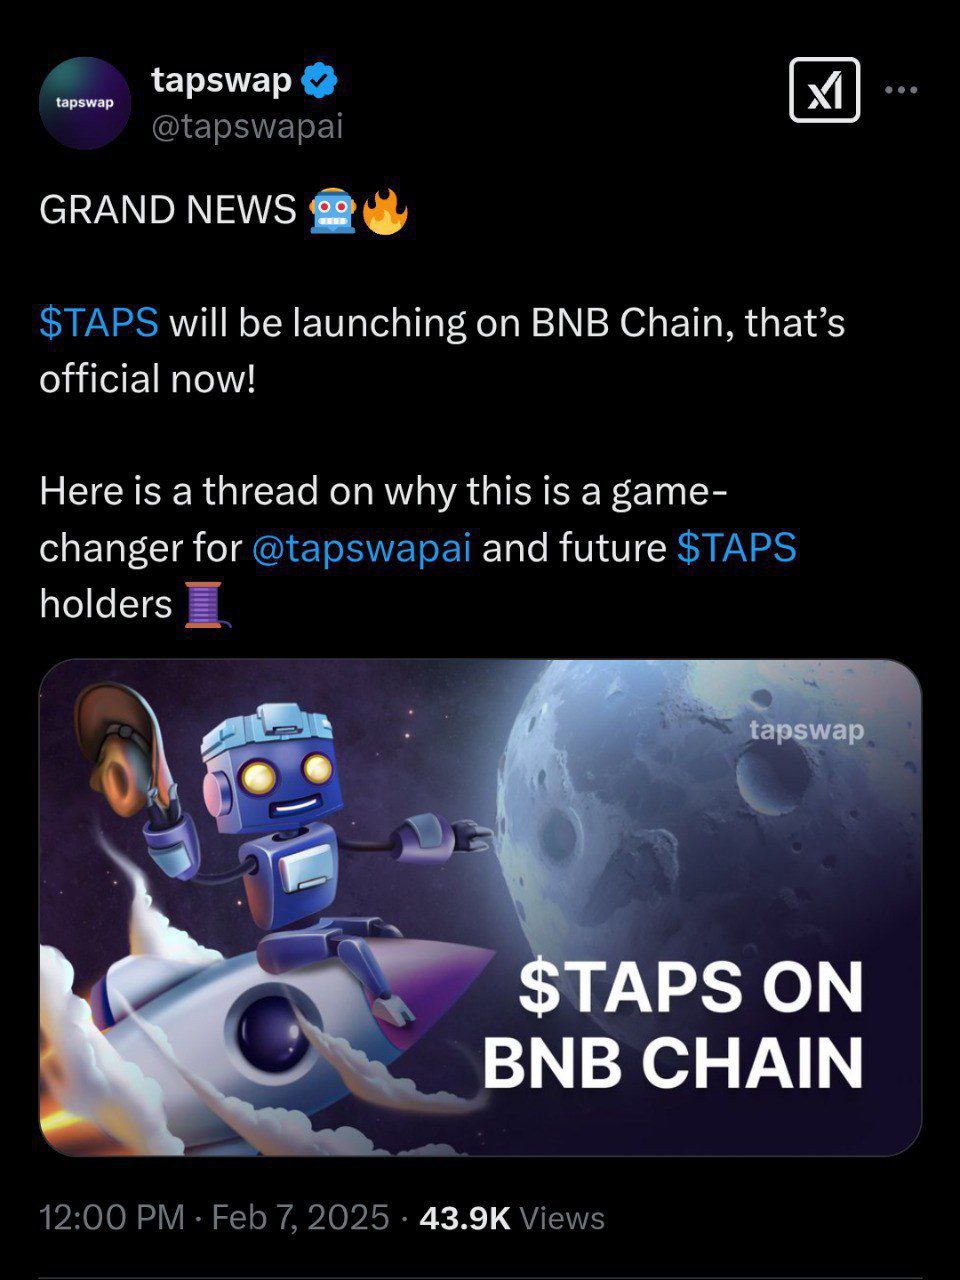 tapswap
tapswap
@tapswapai
xI
GRAND NEWS 🤖🔥
$TAPS will be launching on BNB Chain, that’s
official now!
Here is a thread on why this is a game-
changer for @tapswapai and future $TAPS
holders 🧵
tapswap
$TAPS ON
BNB CHAIN
12:00 PM · Feb 7, 2025 · 43.9K Views